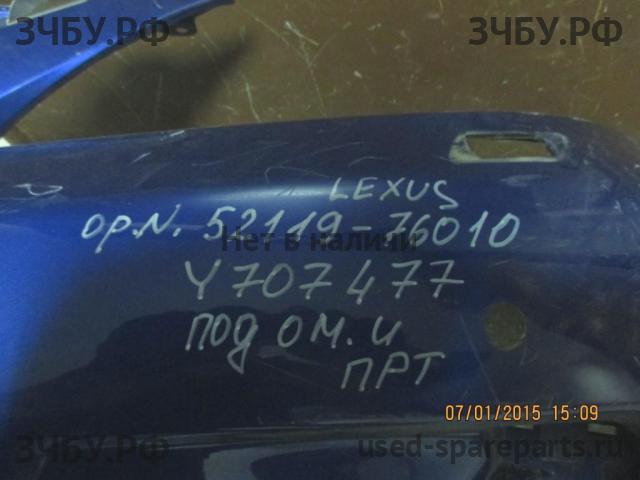 ЗЧБУ.РФ ЗЧБУ.РФ
LEXUS
ор.N. 52119-76010
Нет в наличии
Y707477
под ом. и
ПРТ
07/01/2015 15:09
ЗЧБУ.РФ used-spareparts.ru